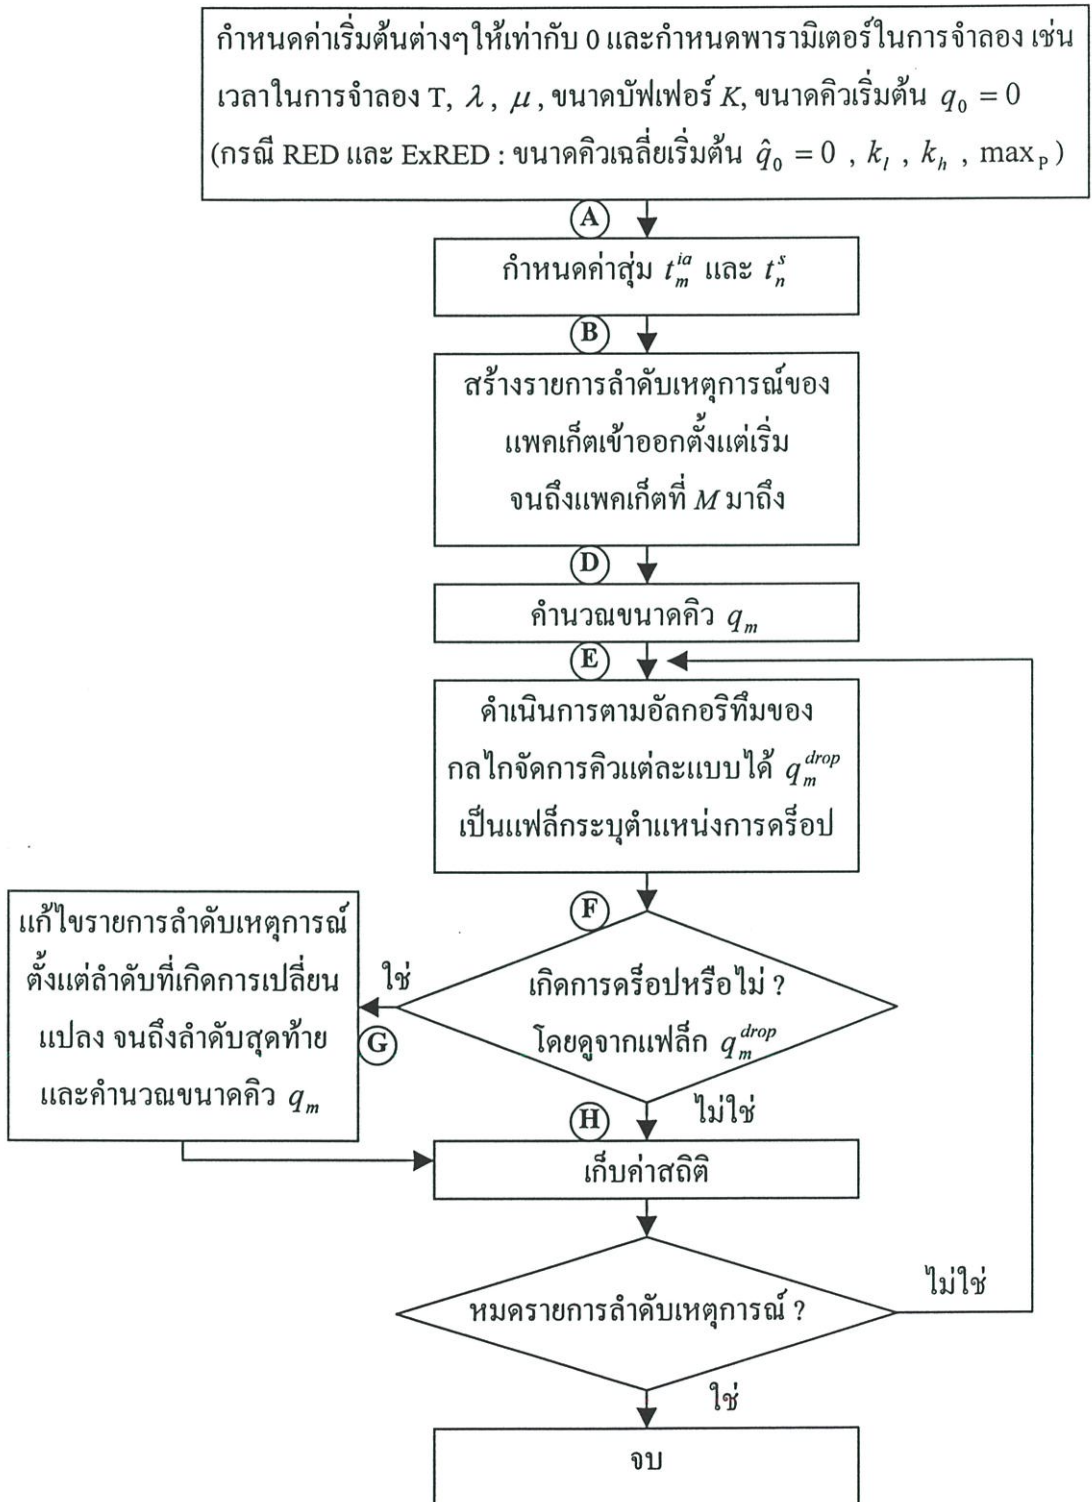 กำหนดค่าเริ่มต้นต่างๆให้เท่ากับ 0 และกำหนดพารามิเตอร์ในการจำลอง เช่น
เวลาในการจำลอง T, λ , μ , ขนาดบัฟเฟอร์ K, ขนาดคิวเริ่มต้น q_0 = 0
(กรณี RED และ ExRED : ขนาดคิวเฉลี่ยเริ่มต้น q̂_0 = 0 , k_l , k_h , max_P )
A
กำหนดค่าสุ่ม t_m^{ia} และ t_n^s
B
สร้างรายการลำดับเหตุการณ์ของ
แพคเก็ตเข้าออกตั้งแต่เริ่ม
จนถึงแพคเก็ตที่ M มาถึง
D
คำนวณขนาดคิว q_m
E
ดำเนินการตามอัลกอริทึมของ
กลไกจัดการคิวแต่ละแบบได้ q_m^{drop}
เป็นแฟล็กระบุตำแหน่งการดร็อป
F
เกิดการดร็อปหรือไม่ ?
โดยดูจากแฟล็ก q_m^{drop}
ใช่
G
แก้ไขรายการลำดับเหตุการณ์
ตั้งแต่ลำดับที่เกิดการเปลี่ยน
แปลง จนถึงลำดับสุดท้าย
และคำนวณขนาดคิว q_m
ไม่ใช่
H
เก็บค่าสถิติ
หมดรายการลำดับเหตุการณ์ ?
ไม่ใช่
ใช่
จบ